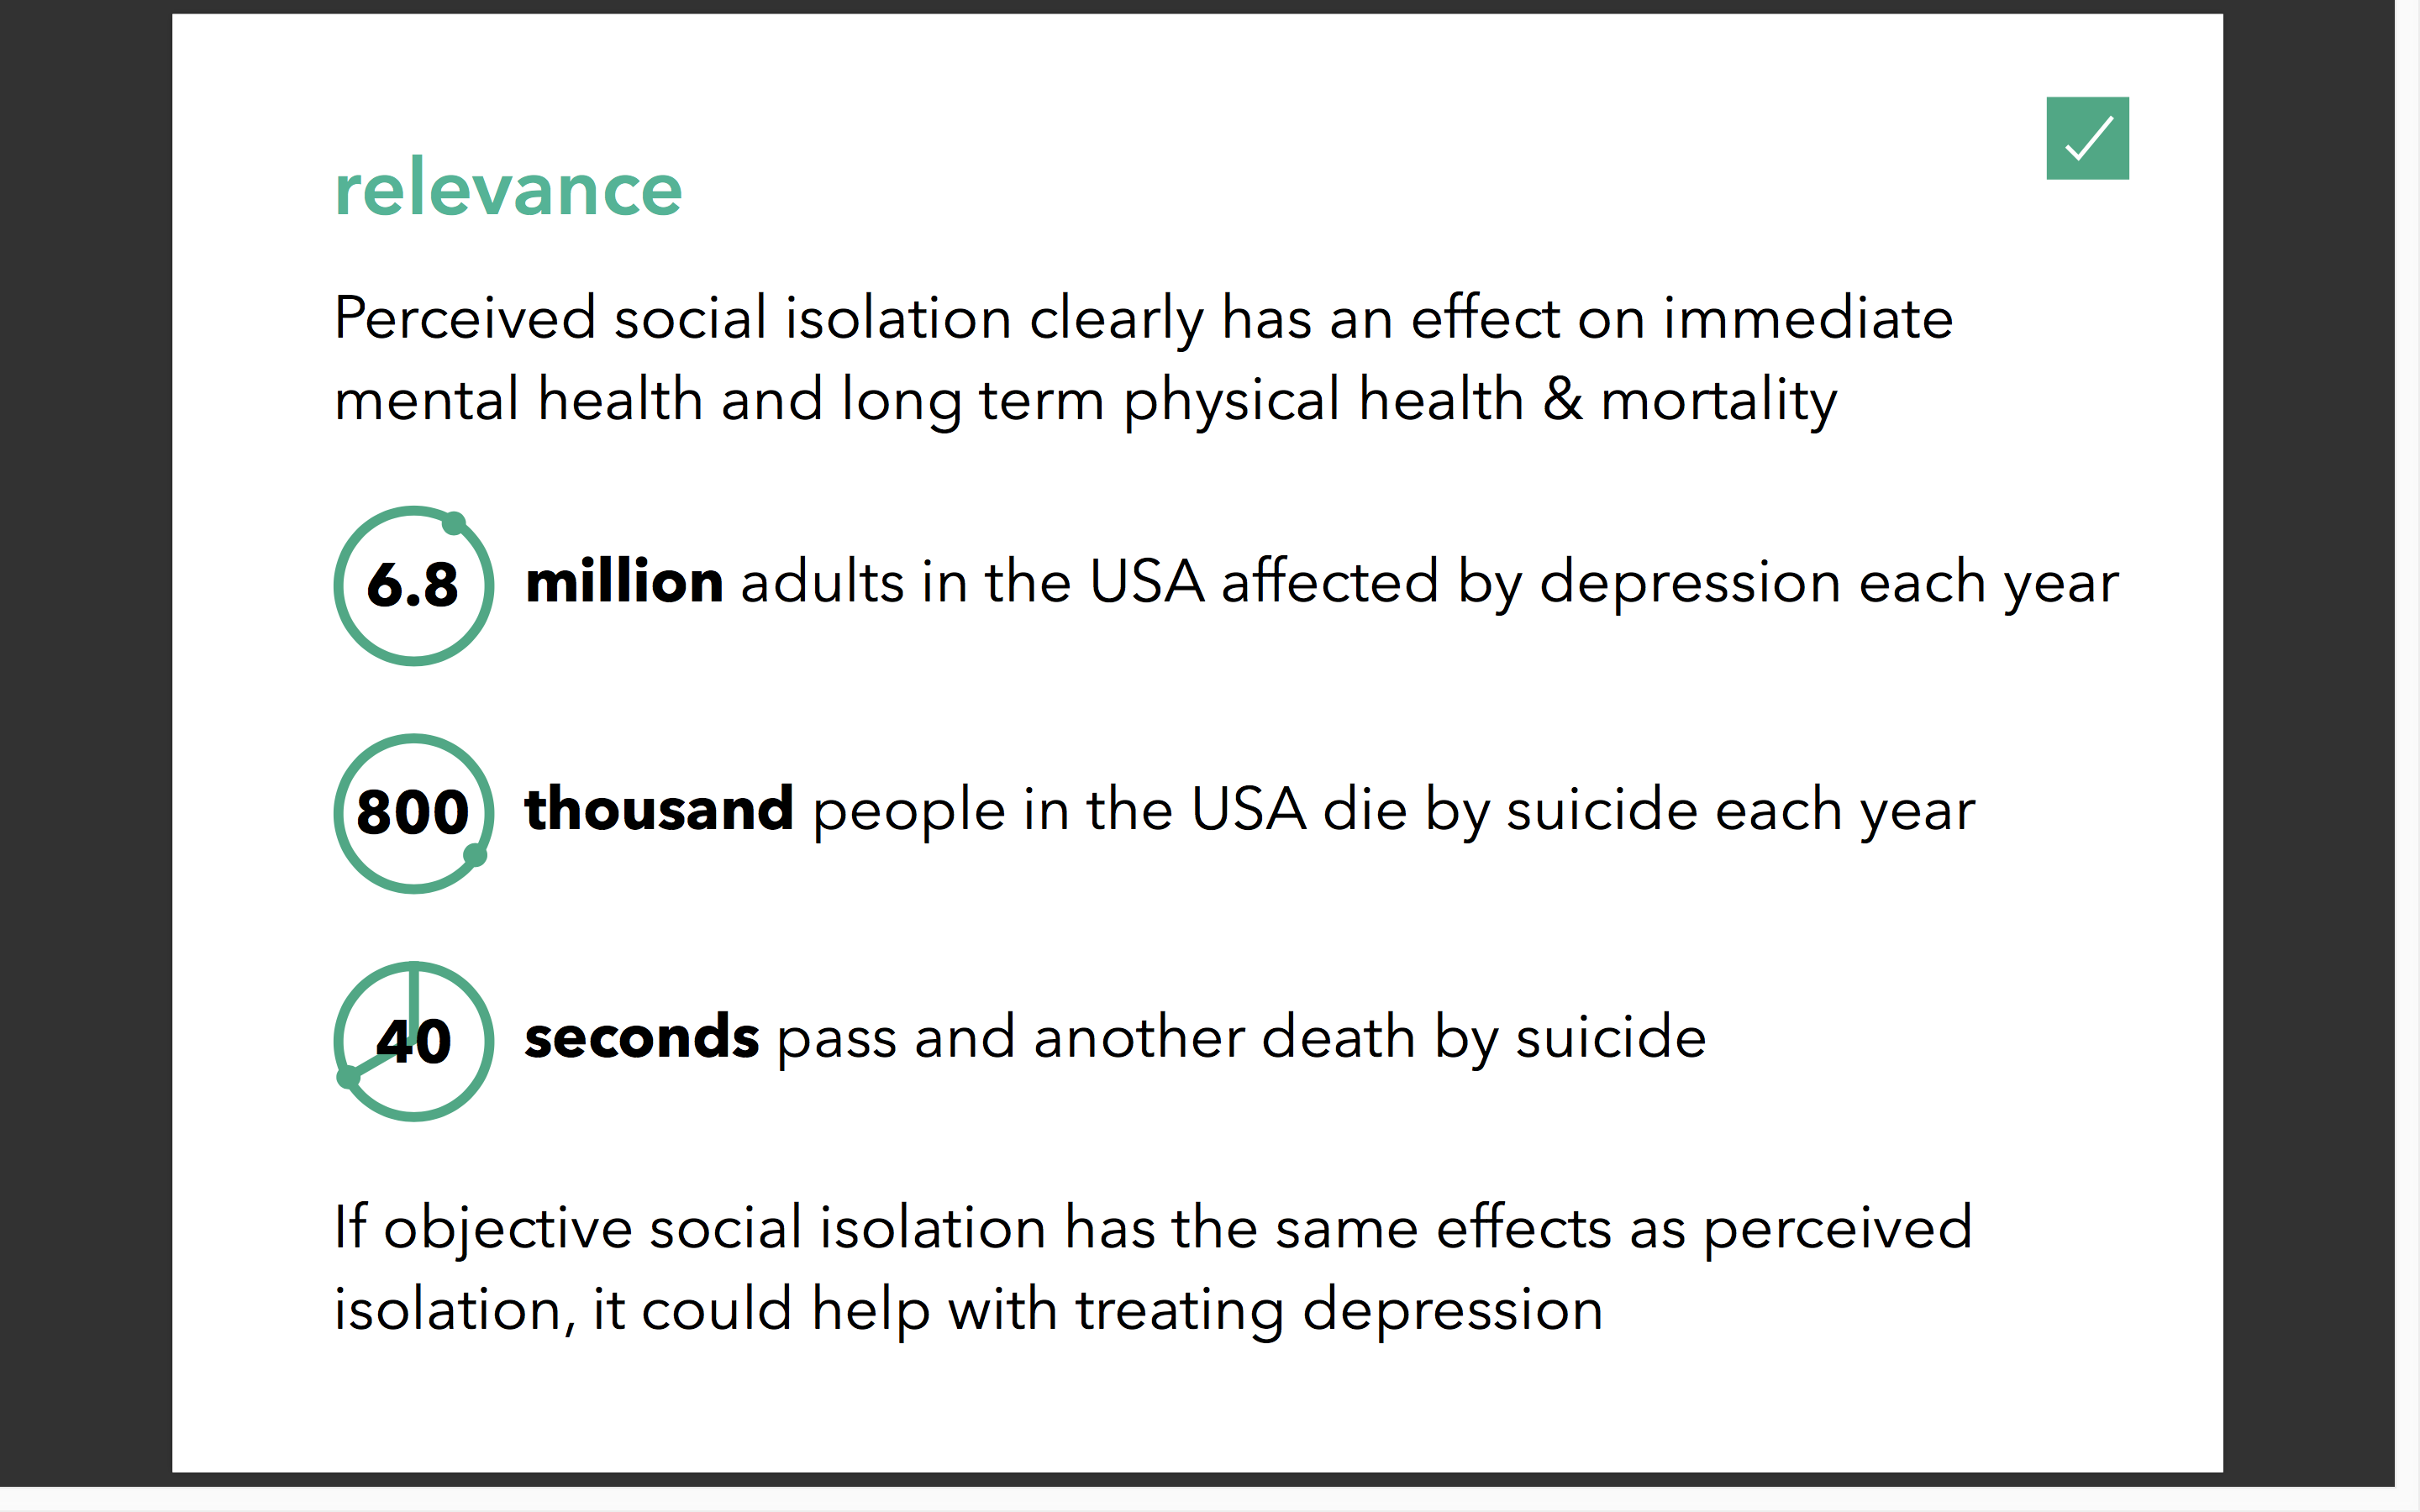 relevance
Perceived social isolation clearly has an effect on immediate
mental health and long term physical health & mortality
6.8 million adults in the USA affected by depression each year
800 thousand people in the USA die by suicide each year
40 seconds pass and another death by suicide
If objective social isolation has the same effects as perceived
isolation, it could help with treating depression